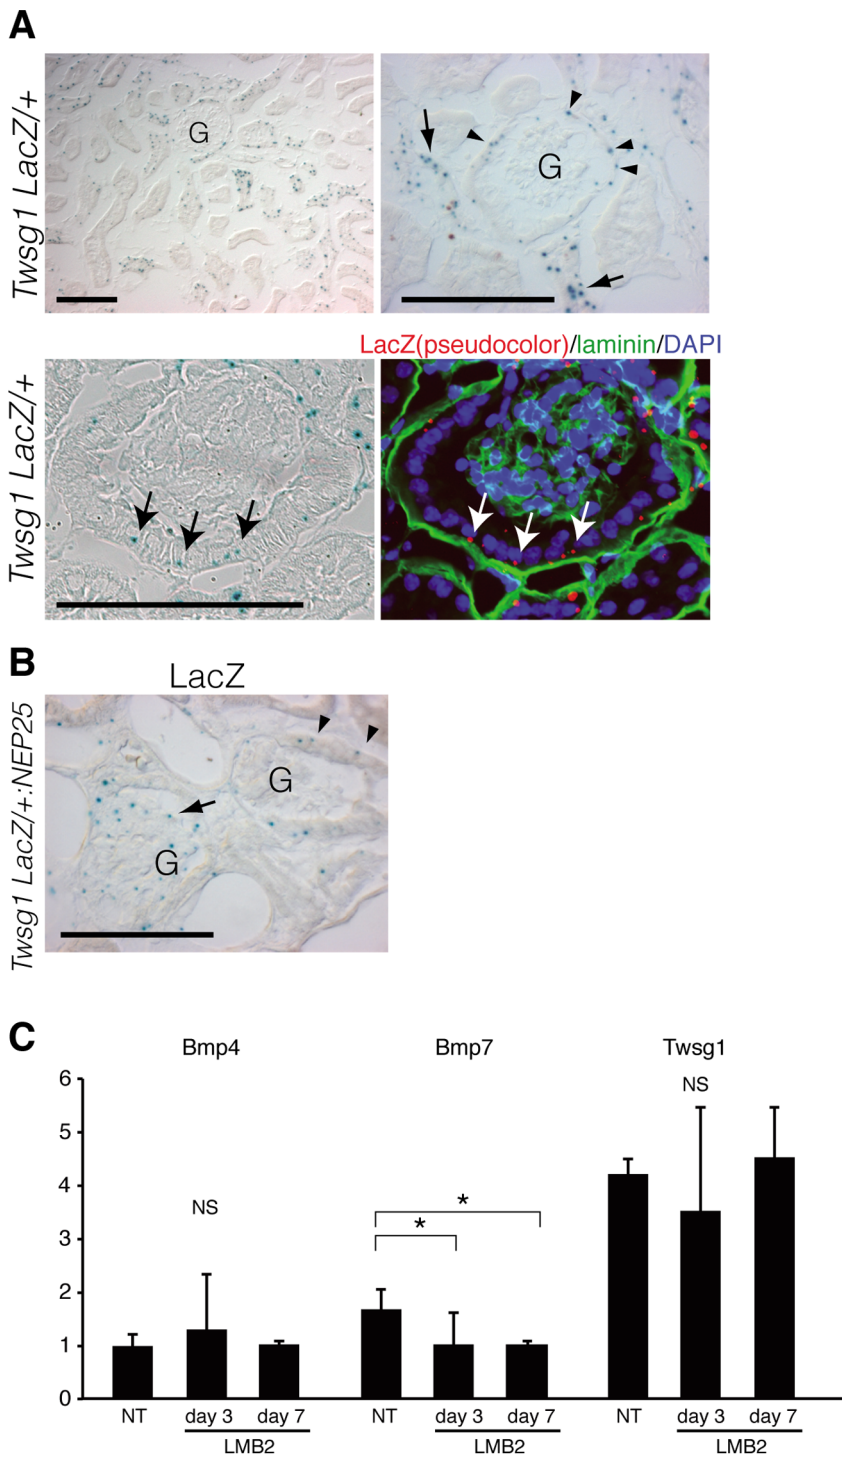 A
Twsg1 LacZ/+
G
G
LacZ(pseudocolor)/laminin/DAPI
Twsg1 LacZ/+
B
LacZ
Twsg1 LacZ/+:NEP25
G
G
C
Bmp4 Bmp7 Twsg1
6
5
4
3
2
1
0
NS
*
*
NS
NT day 3 day 7 NT day 3 day 7 NT day 3 day 7
LMB2 LMB2 LMB2